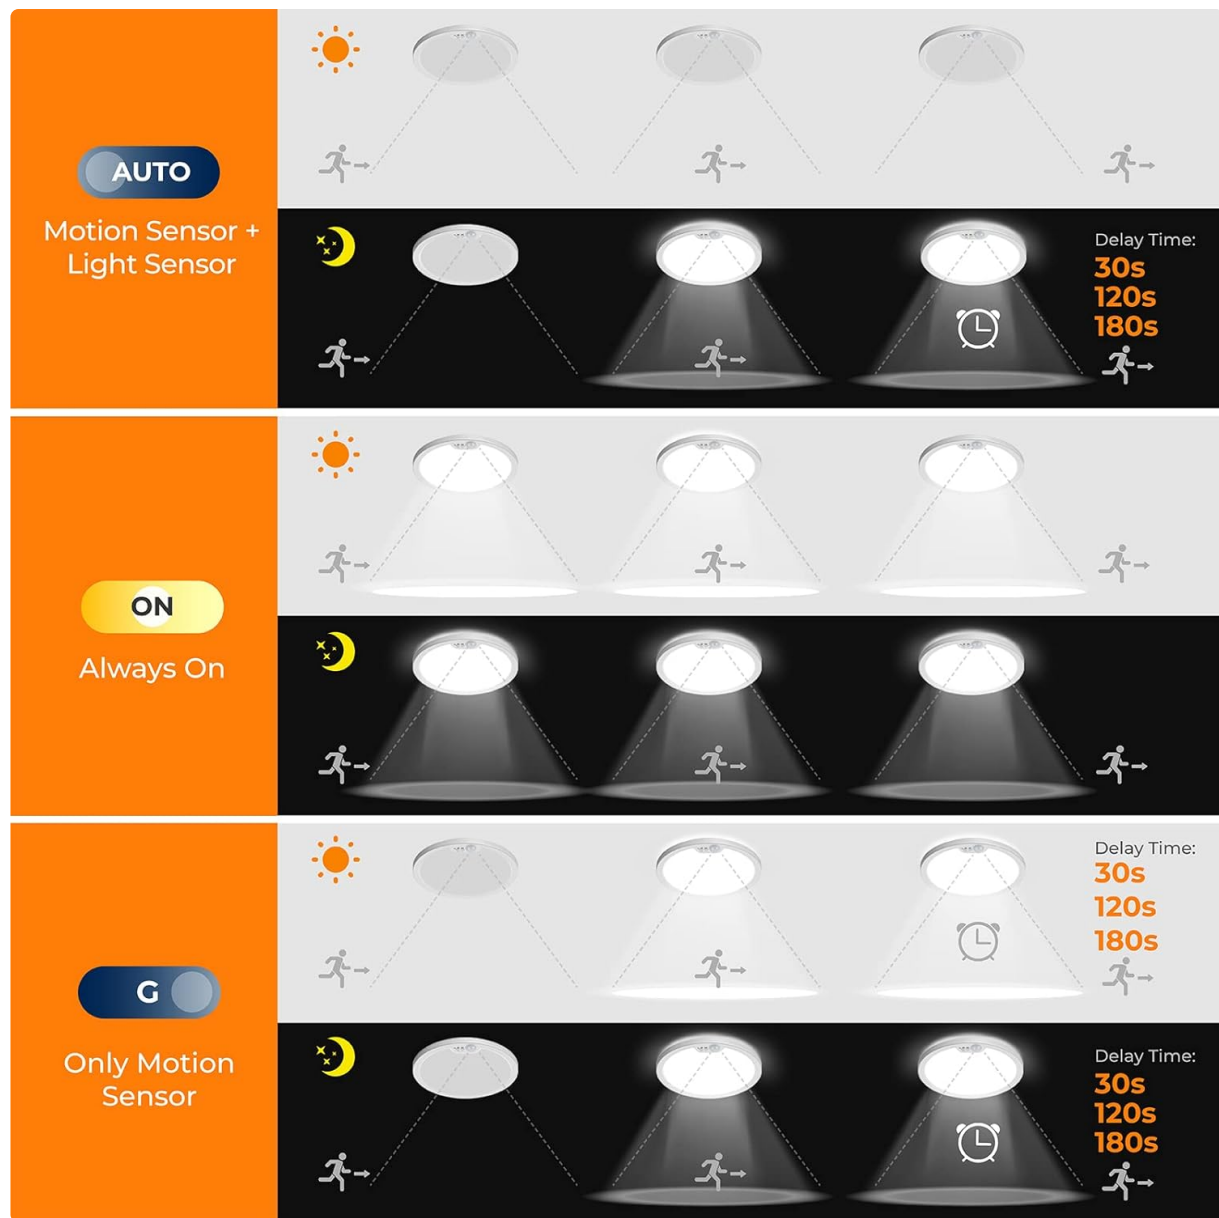 AUTO
Motion Sensor +
Light Sensor
Delay Time:
30s
120s
180s
ON
Always On
G
Only Motion
Sensor
Delay Time:
30s
120s
180s
Delay Time:
30s
120s
180s